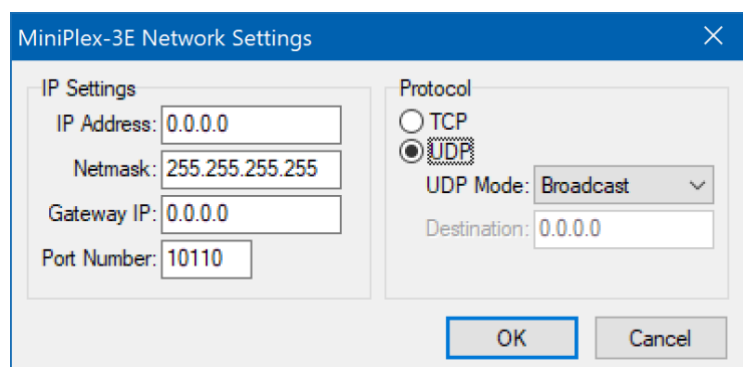 MiniPlex-3E Network Settings
IP Settings
IP Address: 0.0.0.0
Netmask: 255.255.255.255
Gateway IP: 0.0.0.0
Port Number: 10110
Protocol
TCP
UDP
UDP Mode: Broadcast
Destination: 0.0.0.0
OK Cancel